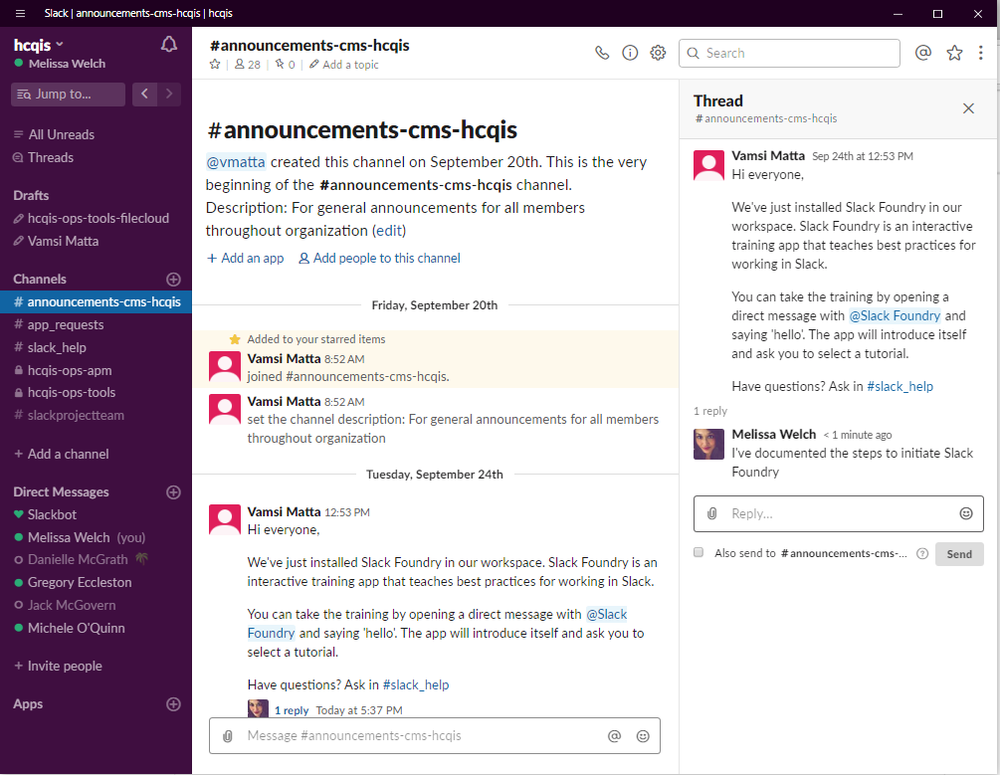 Slack | announcements-cms-hcqis | hcqis
hcqis
Melissa Welch
Jump to...
All Unreads
Threads
Drafts
hcqis-ops-tools-filecloud
Vamsi Matta
Channels
# announcements-cms-hcqis
# app_requests
# slack_help
hcqis-ops-apm
hcqis-ops-tools
# slackprojectteam
+ Add a channel
Direct Messages
Slackbot
Melissa Welch (you)
Danielle McGrath
Gregory Eccleston
Jack McGovern
Michele O'Quinn
+ Invite people
Apps
#announcements-cms-hcqis
| 28 | 0 | Add a topic
Search
#announcements-cms-hcqis
@vmatta created this channel on September 20th. This is the very
beginning of the #announcements-cms-hcqis channel.
Description: For general announcements for all members
throughout organization (edit)
+ Add an app Add people to this channel
Friday, September 20th
Added to your starred items
Vamsi Matta 8:52 AM
joined #announcements-cms-hcqis.
Vamsi Matta 8:52 AM
set the channel description: For general announcements for all members
throughout organization
Tuesday, September 24th
Vamsi Matta 12:53 PM
Hi everyone,
We've just installed Slack Foundry in our workspace. Slack Foundry is an
interactive training app that teaches best practices for working in Slack.
You can take the training by opening a direct message with @Slack
Foundry and saying 'hello'. The app will introduce itself and ask you to
select a tutorial.
Have questions? Ask in #slack_help
1 reply Today at 5:37 PM
Message #announcements-cms-hcqis
@
@
Thread
#announcements-cms-hcqis
Vamsi Matta Sep 24th at 12:53 PM
Hi everyone,
We've just installed Slack Foundry in our
workspace. Slack Foundry is an interactive
training app that teaches best practices for
working in Slack.
You can take the training by opening a
direct message with @Slack Foundry and
saying 'hello'. The app will introduce itself
and ask you to select a tutorial.
Have questions? Ask in #slack_help
1 reply
Melissa Welch < 1 minute ago
I've documented the steps to initiate Slack
Foundry
Reply...
Also send to #announcements-cms-... ? Send